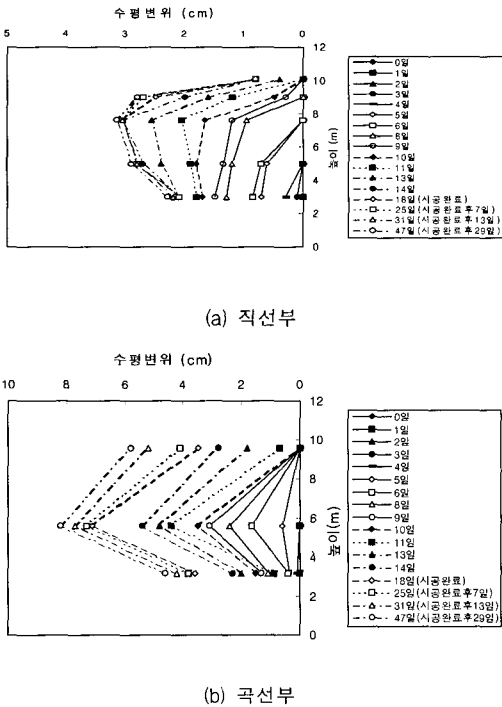 수평변위 (cm)
5 4 3 2 1 0
12
10
8
6
4
2
0
높이(m)
0일
1일
2일
3일
4일
5일
6일
8일
9일
10일
11일
13일
14일
18일(시공완료)
25일(시공완료후7일)
31일(시공완료후13일)
47일(시공완료후29일)
(a) 직선부
수평변위 (cm)
10 8 6 4 2 0
12
10
8
6
4
2
0
높이(m)
0일
1일
2일
3일
4일
5일
6일
8일
9일
10일
11일
13일
14일
18일(시공완료)
25일(시공완료후7일)
31일(시공완료후13일)
47일(시공완료후29일)
(b) 곡선부